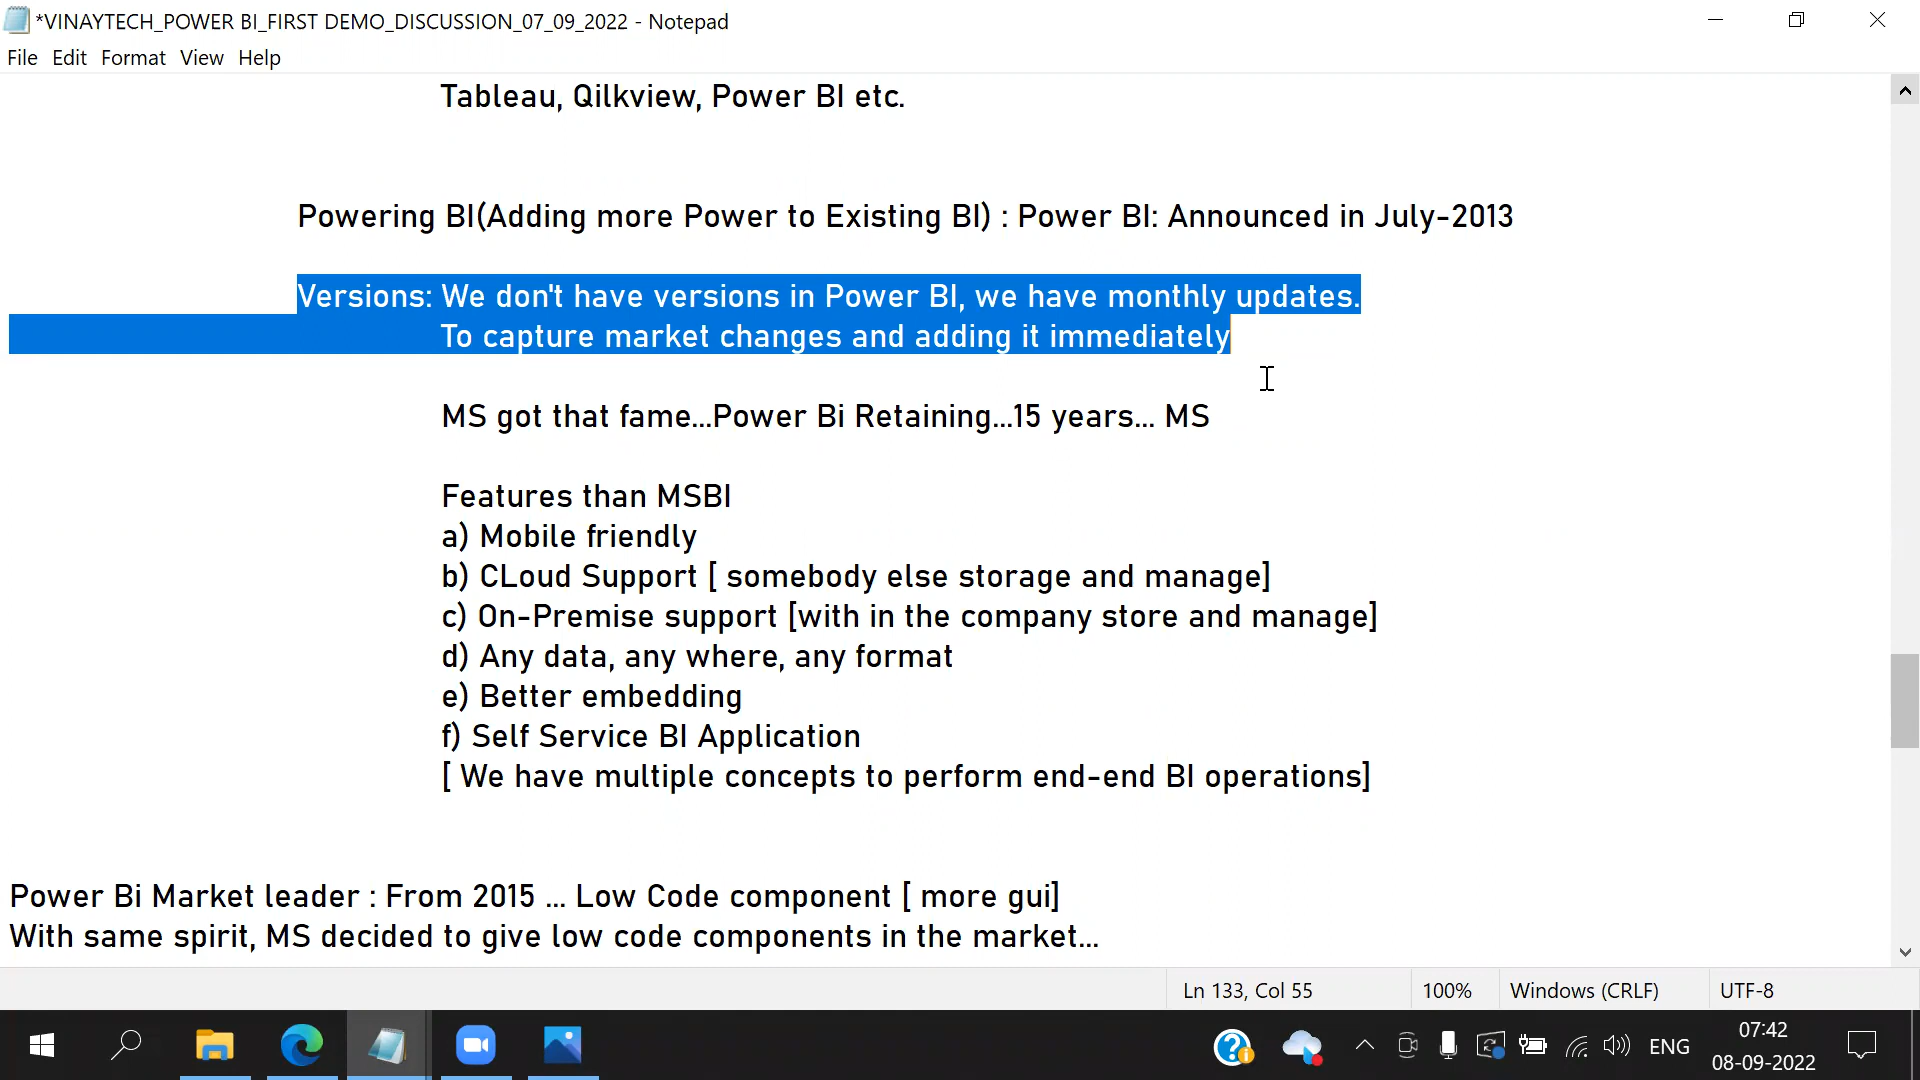 *VINAYTECH_POWER BI_FIRST DEMO_DISCUSSION_07_09_2022 - Notepad
File Edit Format View Help
Tableau, Qilkview, Power BI etc.
Powering BI(Adding more Power to Existing BI) : Power BI: Announced in July-2013
Versions: We don't have versions in Power BI, we have monthly updates.
To capture market changes and adding it immediately
MS got that fame...Power Bi Retaining...15 years... MS
Features than MSBI
a) Mobile friendly
b) CLoud Support [ somebody else storage and manage]
c) On-Premise support [with in the company store and manage]
d) Any data, any where, any format
e) Better embedding
f) Self Service BI Application
[ We have multiple concepts to perform end-end BI operations]
Power Bi Market leader : From 2015 ... Low Code component [ more gui]
With same spirit, MS decided to give low code components in the market...
Ln 133, Col 55 100% Windows (CRLF) UTF-8
ENG
07:42
08-09-2022